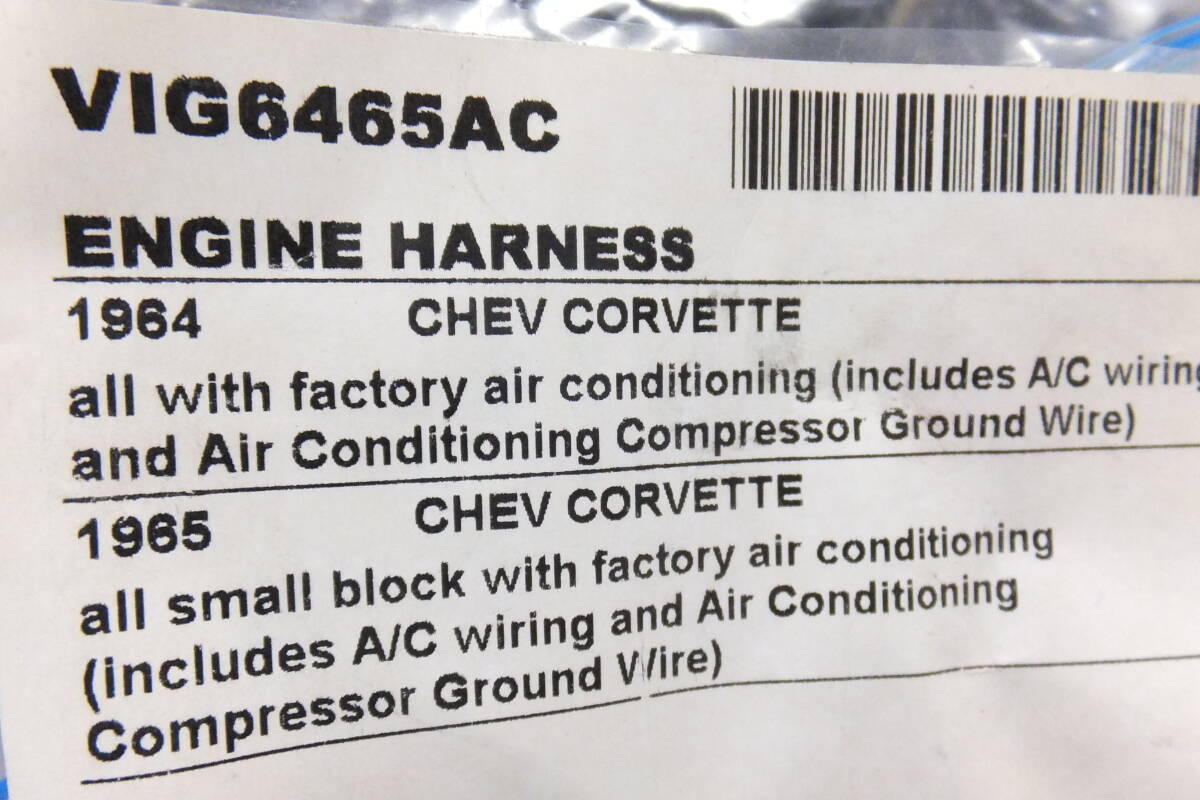 VIG6465AC
ENGINE HARNESS
1964 CHEV CORVETTE
all with factory air conditioning (includes A/C wiring
and Air Conditioning Compressor Ground Wire)
1965 CHEV CORVETTE
all small block with factory air conditioning
(includes A/C wiring and Air Conditioning
Compressor Ground Wire)